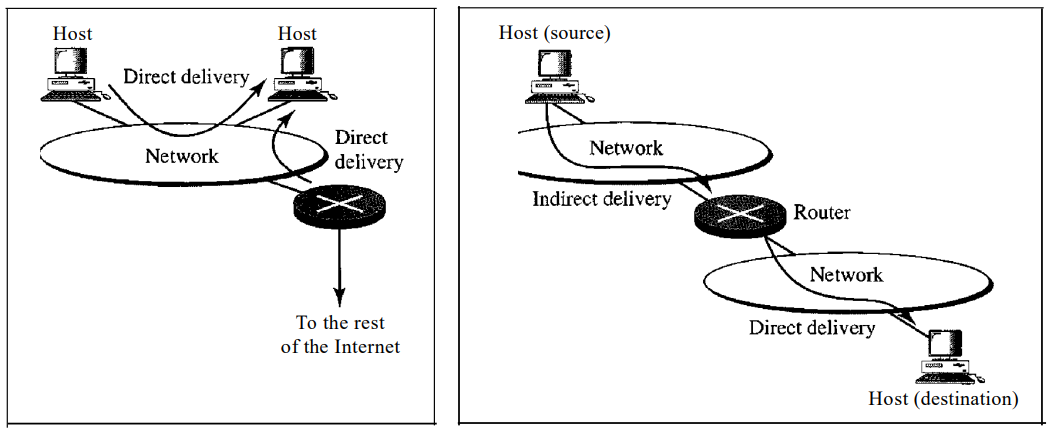 Host
Host
Direct delivery
Direct
delivery
Network
To the rest
of the Internet
Host (source)
Network
Indirect delivery
Router
Network
Direct delivery
Host (destination)